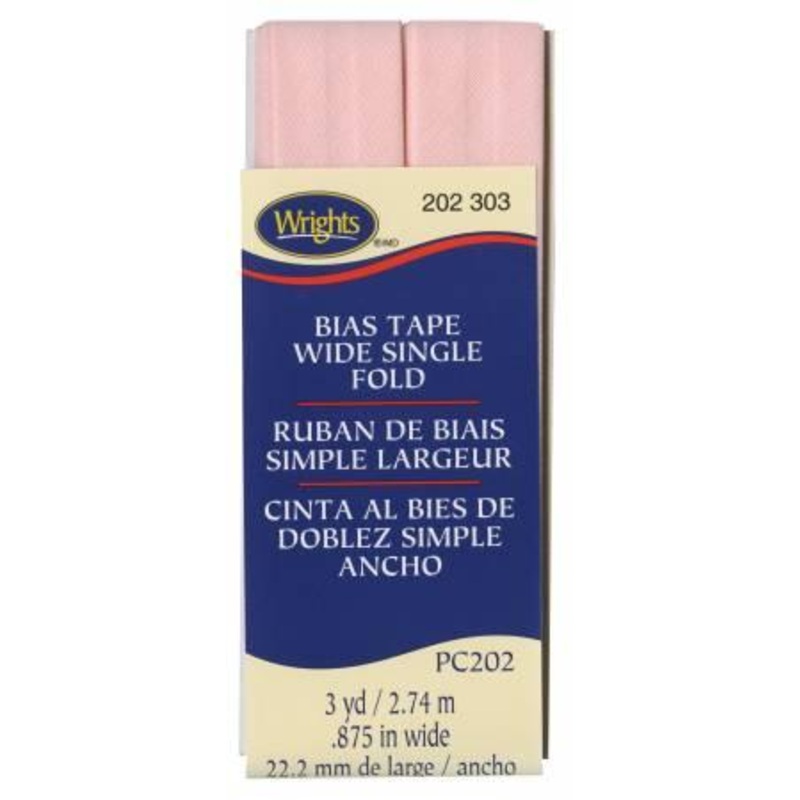 Wrights
202 303
BIAS TAPE
WIDE SINGLE
FOLD
RUBAN DE BIAIS
SIMPLE LARGEUR
CINTA AL BIES DE
DOBLEZ SIMPLE
ANCHO
PC202
3 yd / 2.74 m
.875 in wide
22.2 mm de large / ancho